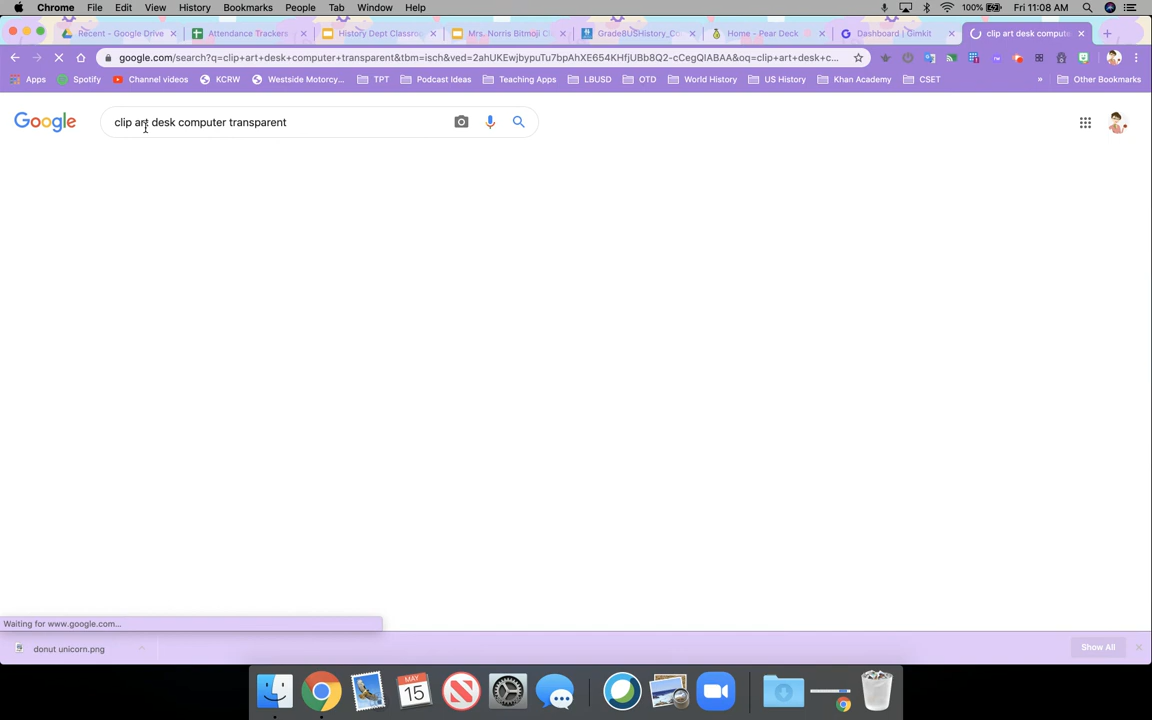 Chrome File Edit View History Bookmarks People Tab Window Help 100% Fri 11:08 AM
Recent - Google Drive Attendance Trackers History Dept Classroo Mrs. Norris Bitmoji Cl Grade8USHistory_Co Home - Pear Deck Dashboard | Gimkit clip art desk compute
google.com/search?q=clip+art+desk+computer+transparent&tbm=isch&ved=2ahUKEwjbypuTu7bpAhXE654KHfjUBb8Q2-cCegQIABAA&oq=clip+art+desk+c...
Apps Spotify Channel videos KCRW Westside Motorcy... TPT Podcast Ideas Teaching Apps LBUSD OTD World History US History Khan Academy CSET » Other Bookmarks
Google clip art desk computer transparent
Waiting for www.google.com...
donut unicorn.png Show All
MAY
15